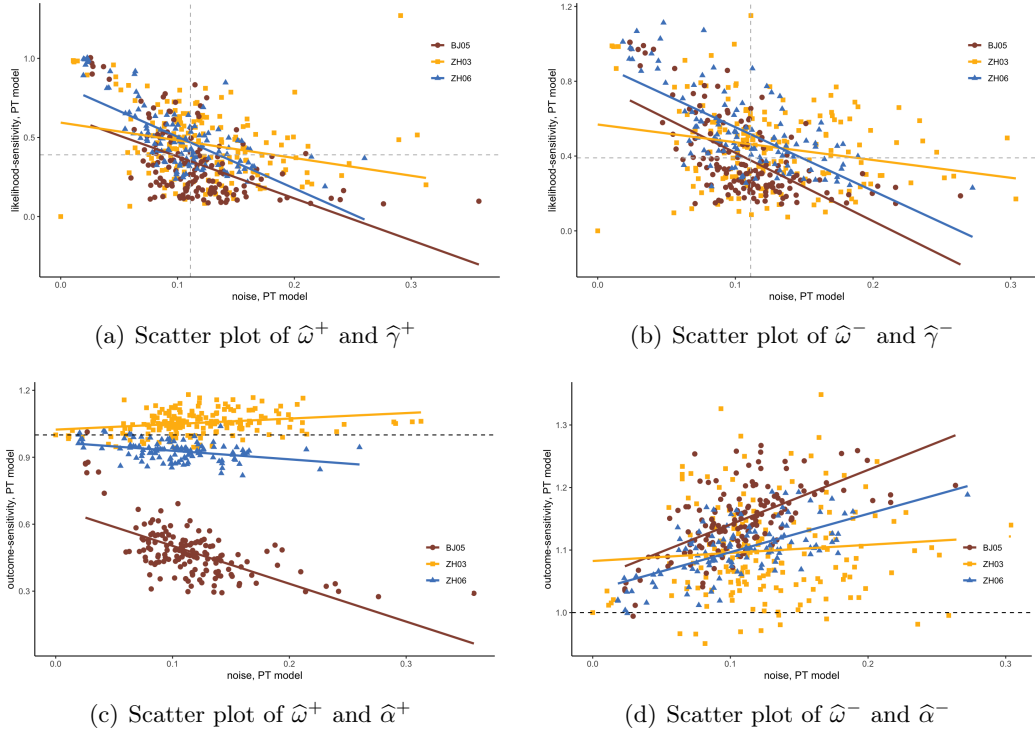 1.0
0.5
0.0
likelihood-sensitivity, PT model
0.0
0.1
0.2
0.3
noise, PT model
BJ05
ZH03
ZH06
(a) Scatter plot of ω̂⁺ and γ̂⁺
1.2
0.8
0.4
0.0
likelihood-sensitivity, PT model
0.0
0.1
0.2
0.3
noise, PT model
BJ05
ZH03
ZH06
(b) Scatter plot of ω̂⁻ and γ̂⁻
1.2
0.9
0.6
0.3
outcome-sensitivity, PT model
0.0
0.1
0.2
0.3
noise, PT model
BJ05
ZH03
ZH06
(c) Scatter plot of ω̂⁺ and α̂⁺
1.3
1.2
1.1
1.0
outcome-sensitivity, PT model
0.0
0.1
0.2
0.3
noise, PT model
BJ05
ZH03
ZH06
(d) Scatter plot of ω̂⁻ and α̂⁻